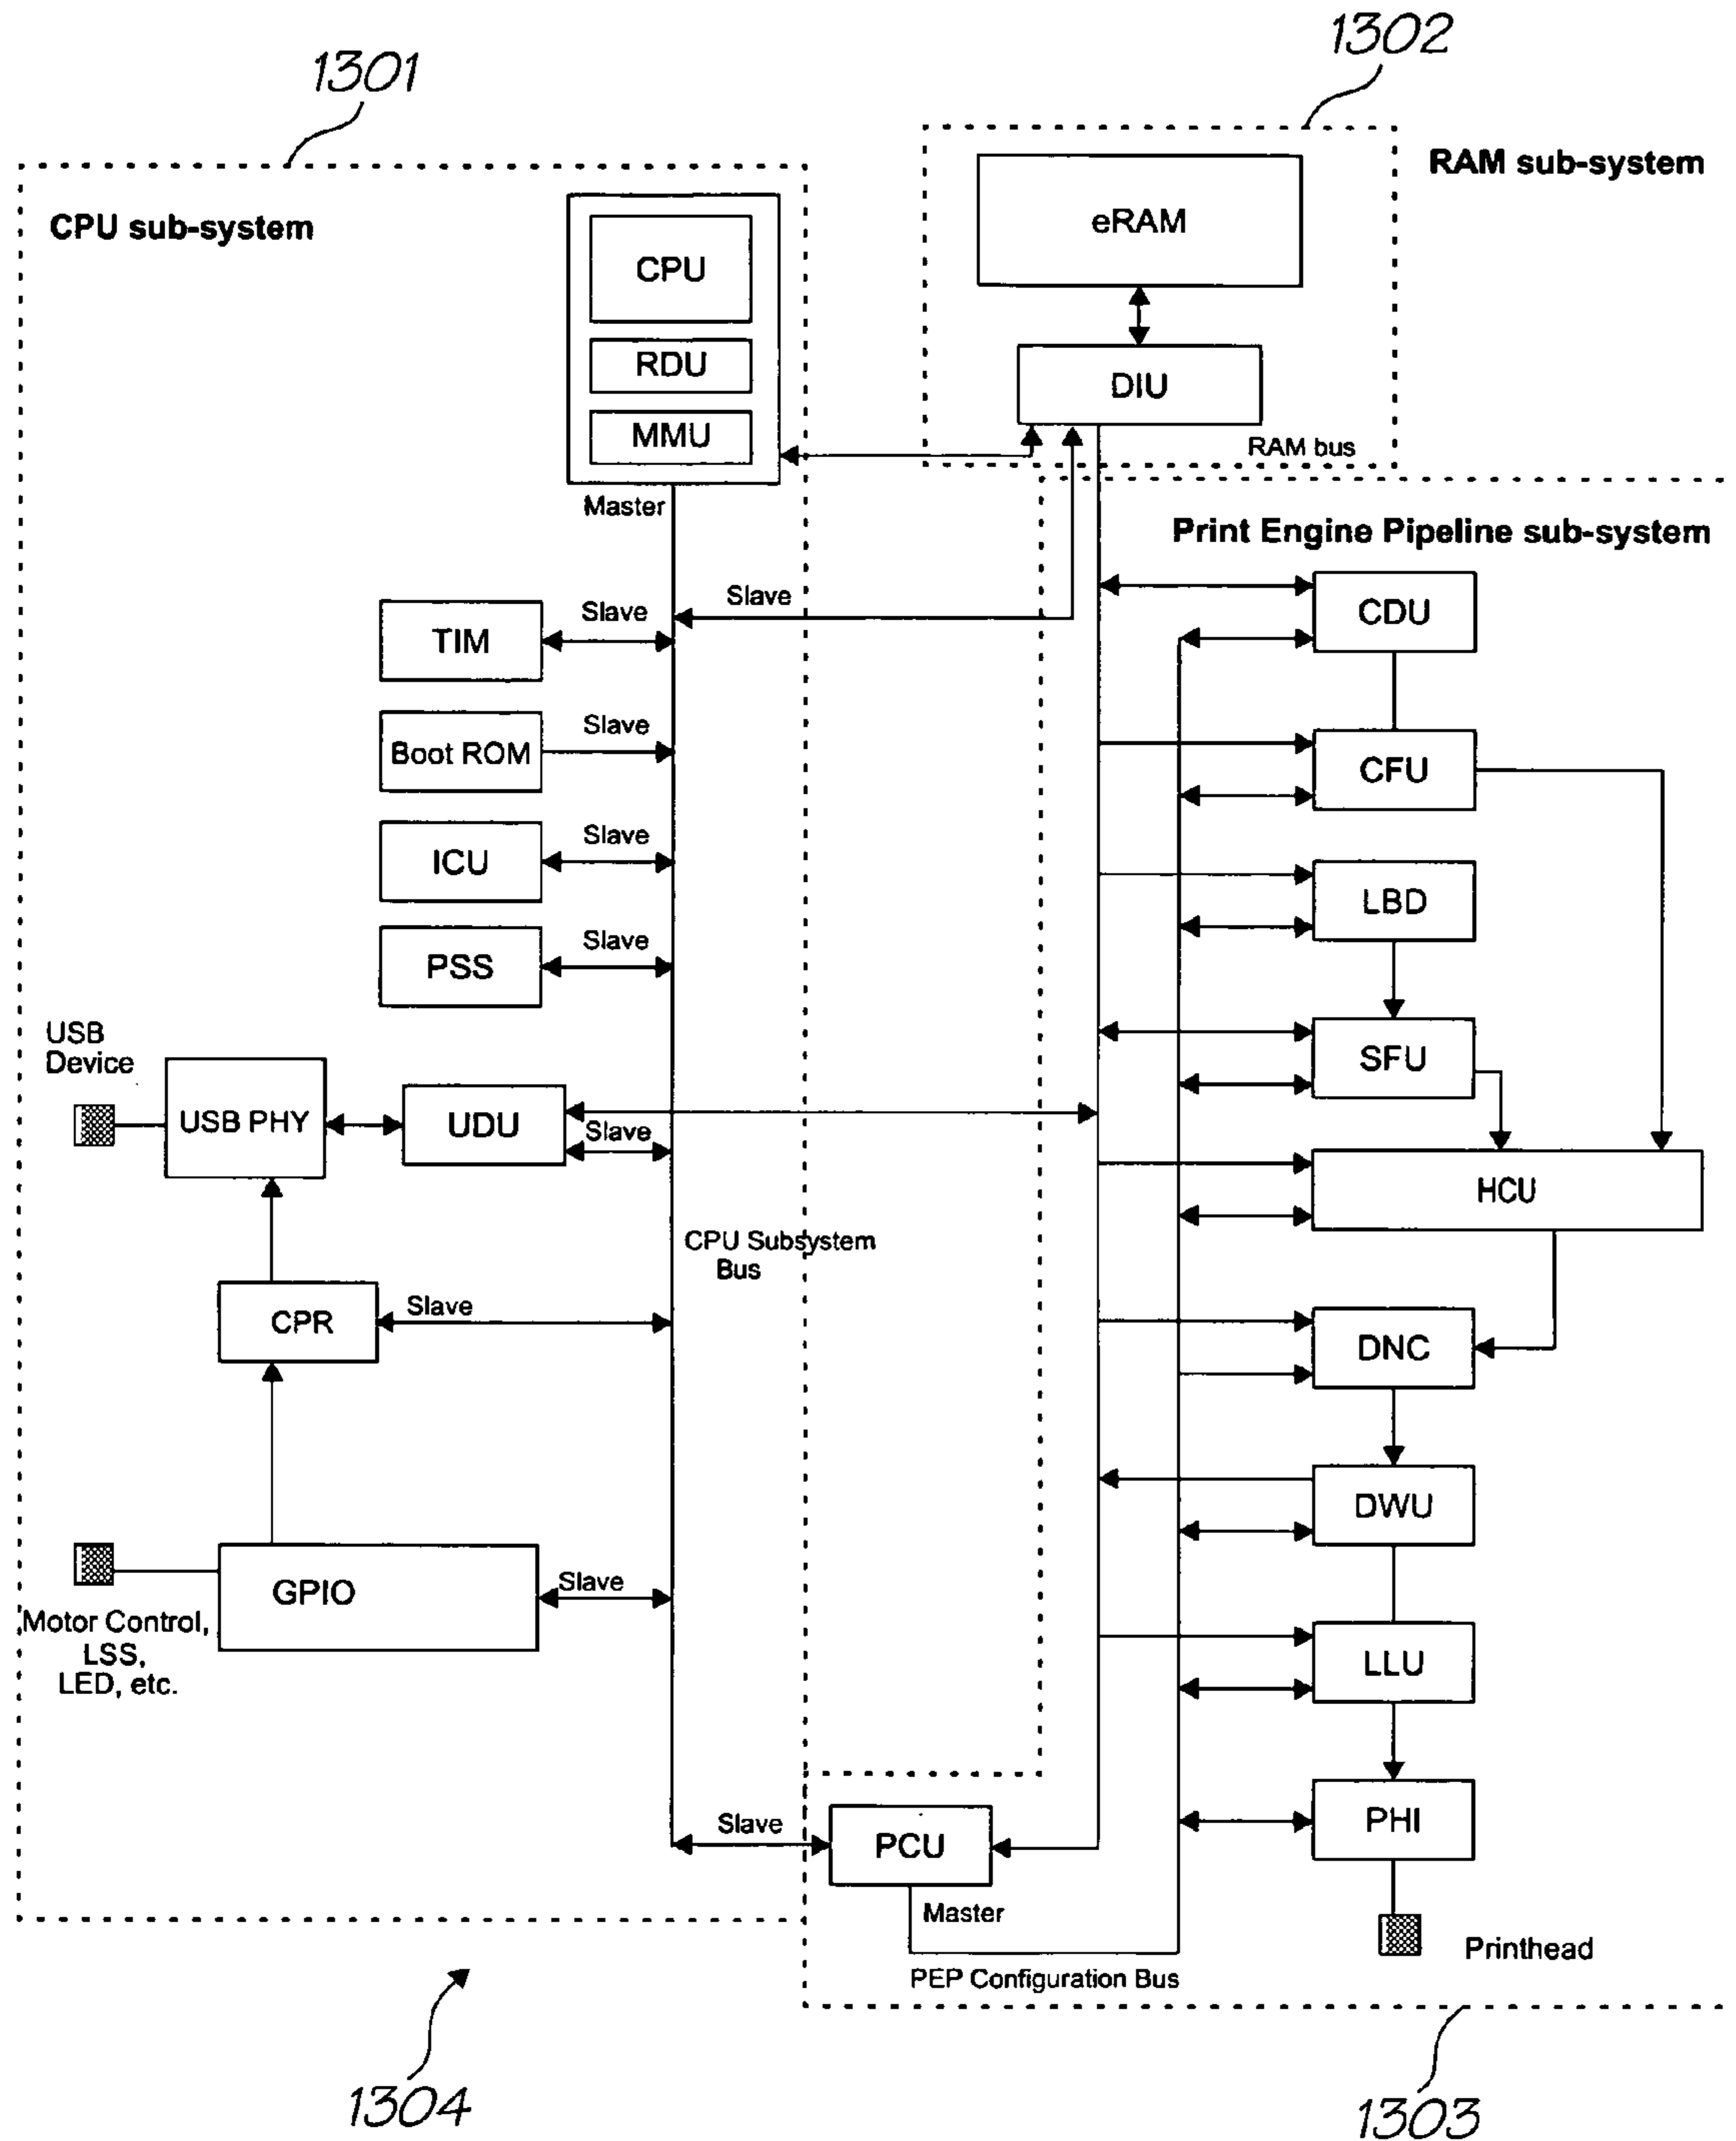 1301
1302
CPU sub-system
RAM sub-system
CPU
RDU
MMU
Master
eRAM
DIU
RAM bus
Print Engine Pipeline sub-system
Slave
TIM
Slave
Boot ROM
Slave
ICU
Slave
PSS
Slave
USB
Device
USB PHY
UDU
Slave
CPU Subsystem
Bus
CPR
Slave
GPIO
Slave
Motor Control,
LSS,
LED, etc.
CDU
CFU
LBD
SFU
HCU
DNC
DWU
LLU
PHI
Slave
PCU
Master
PEP Configuration Bus
Printhead
1304
1303